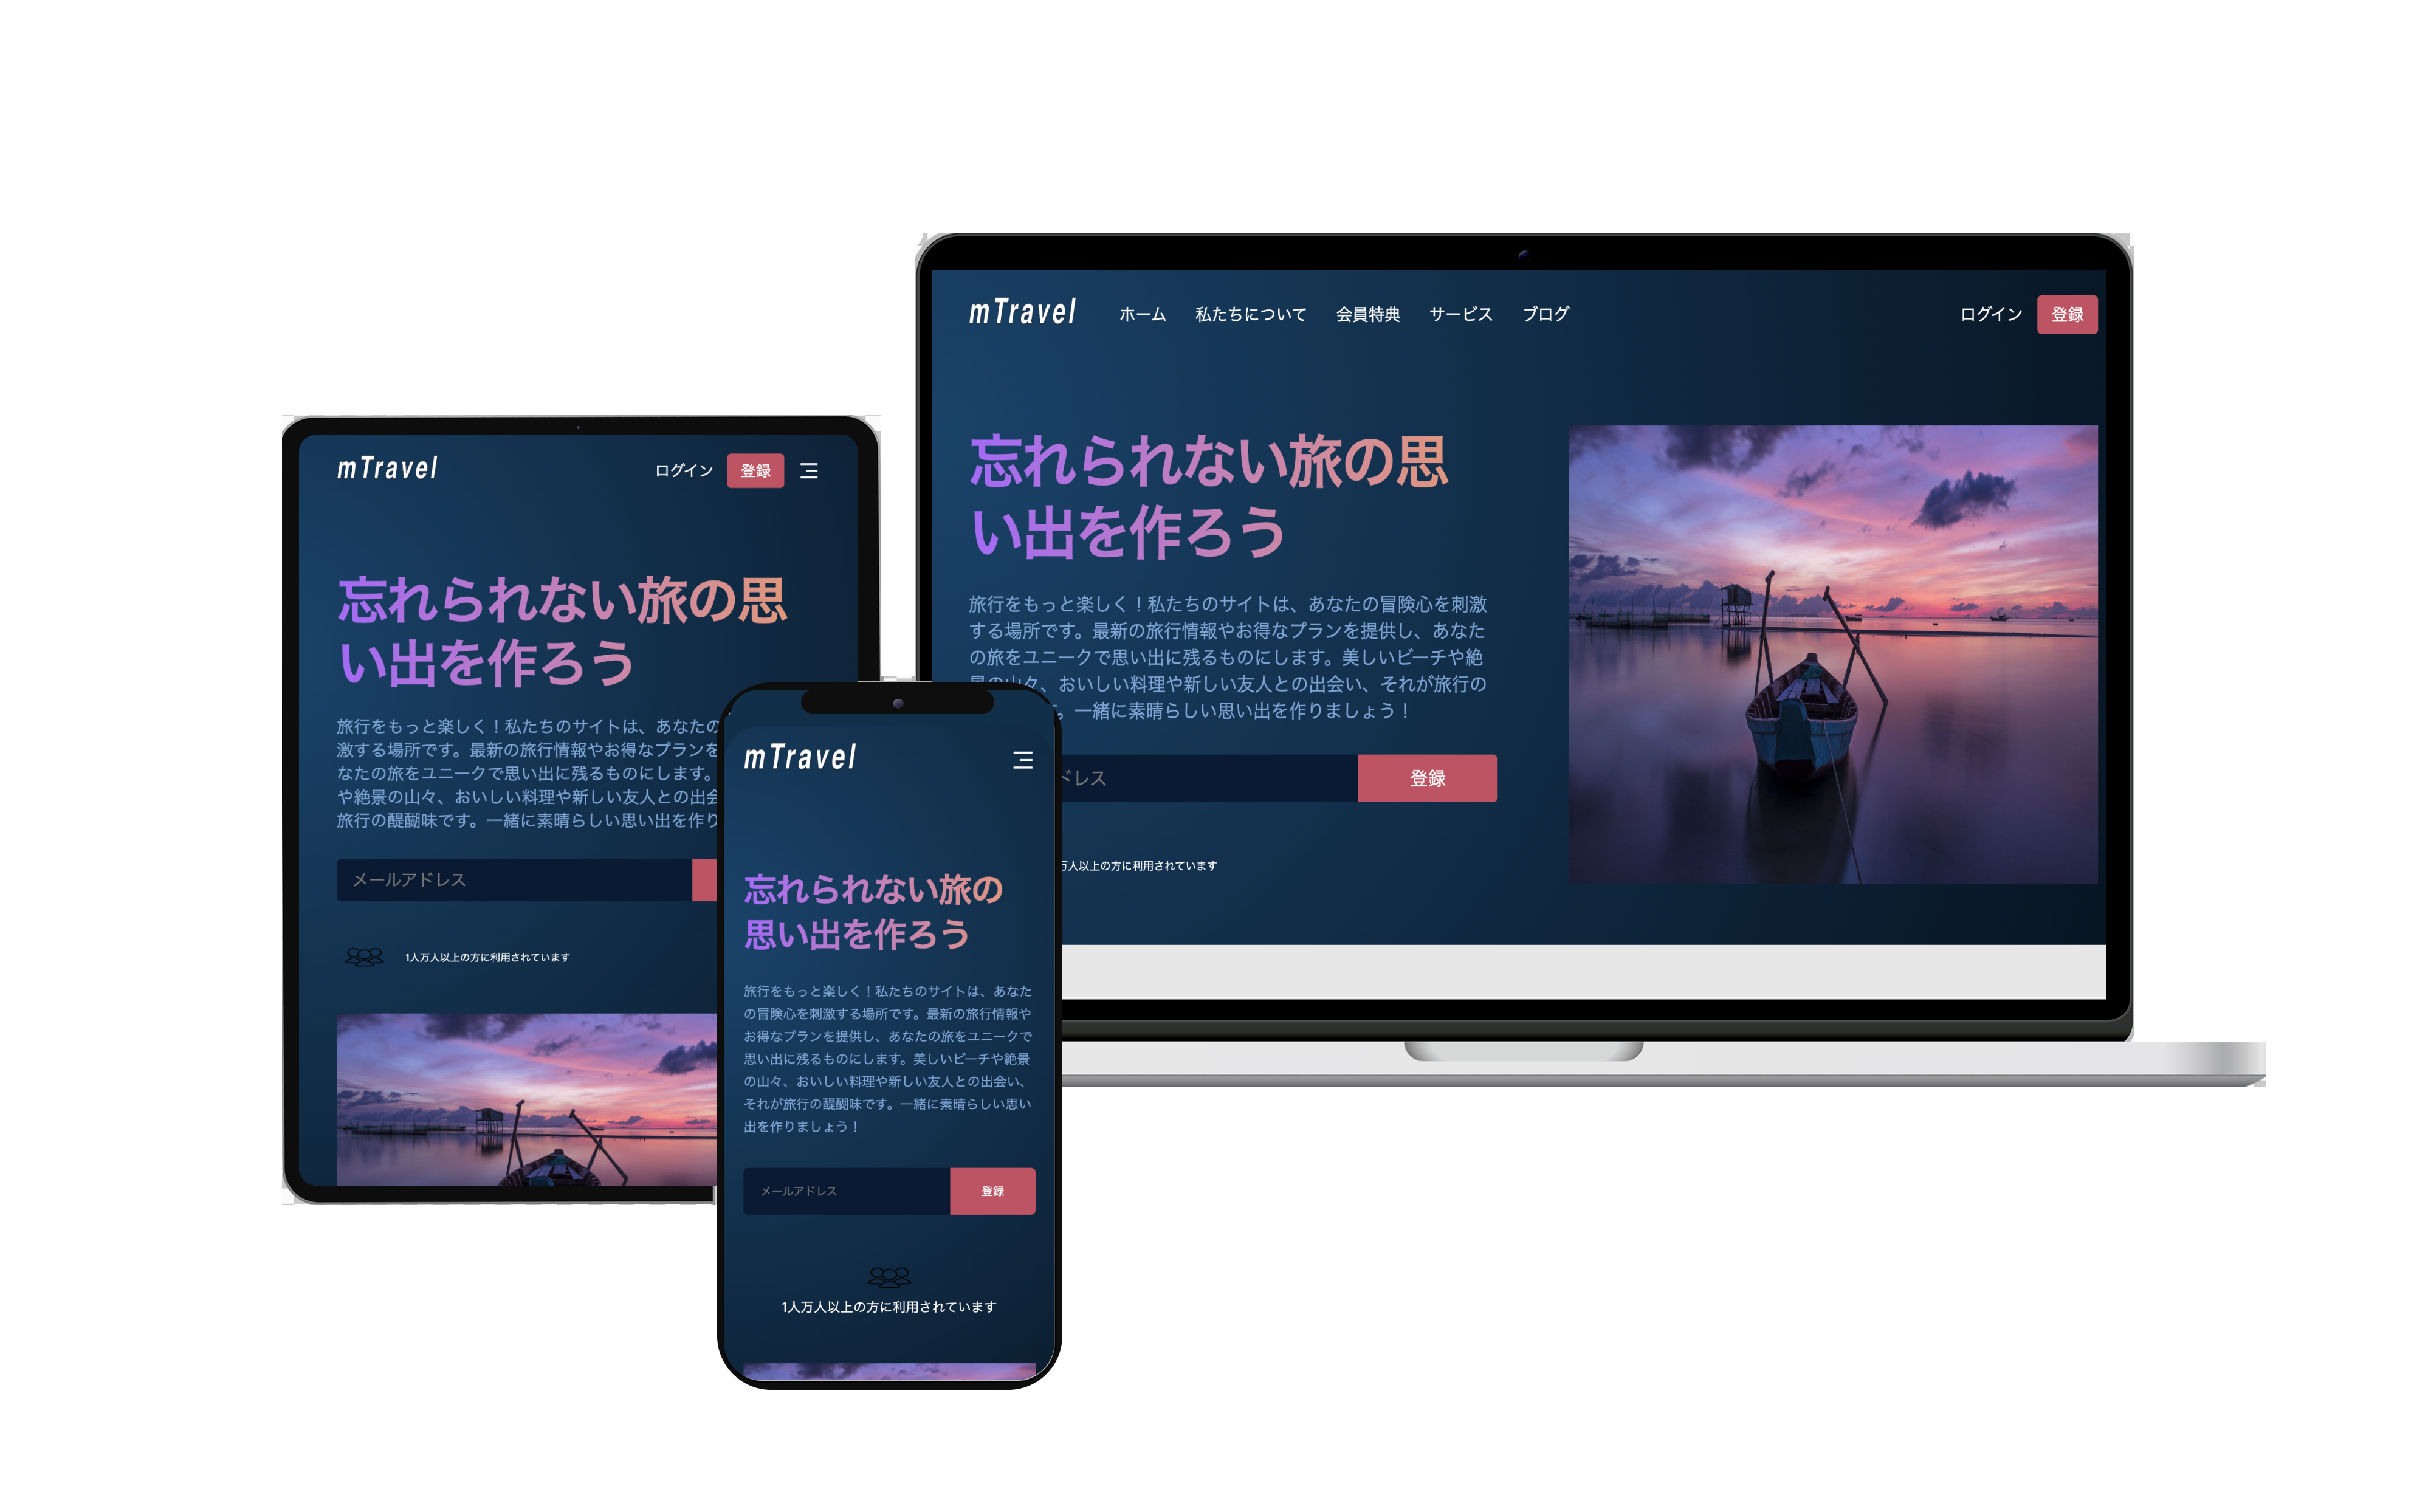 mTravel ホーム 私たちについて 会員特典 サービス ブログ ログイン 登録
忘れられない旅の思
い出を作ろう
旅行をもっと楽しく！私たちのサイトは、あなたの冒険心を刺激
する場所です。最新の旅行情報やお得なプランを提供し、あなた
の旅をユニークで思い出に残るものにします。美しいビーチや絶
景の山々、おいしい料理や新しい友人との出会い、それが旅行の
。一緒に素晴らしい思い出を作りましょう！
ドレス 登録
万人以上の方に利用されています
mTravel ログイン 登録
忘れられない旅の思
い出を作ろう
旅行をもっと楽しく！私たちのサイトは、あなたの
激する場所です。最新の旅行情報やお得なプランを
なたの旅をユニークで思い出に残るものにします。
や絶景の山々、おいしい料理や新しい友人との出会
旅行の醍醐味です。一緒に素晴らしい思い出を作り
メールアドレス
1人万人以上の方に利用されています
mTravel
忘れられない旅の
思い出を作ろう
旅行をもっと楽しく！私たちのサイトは、あなた
の冒険心を刺激する場所です。最新の旅行情報や
お得なプランを提供し、あなたの旅をユニークで
思い出に残るものにします。美しいビーチや絶景
の山々、おいしい料理や新しい友人との出会い、
それが旅行の醍醐味です。一緒に素晴らしい思い
出を作りましょう！
メールアドレス 登録
1人万人以上の方に利用されています